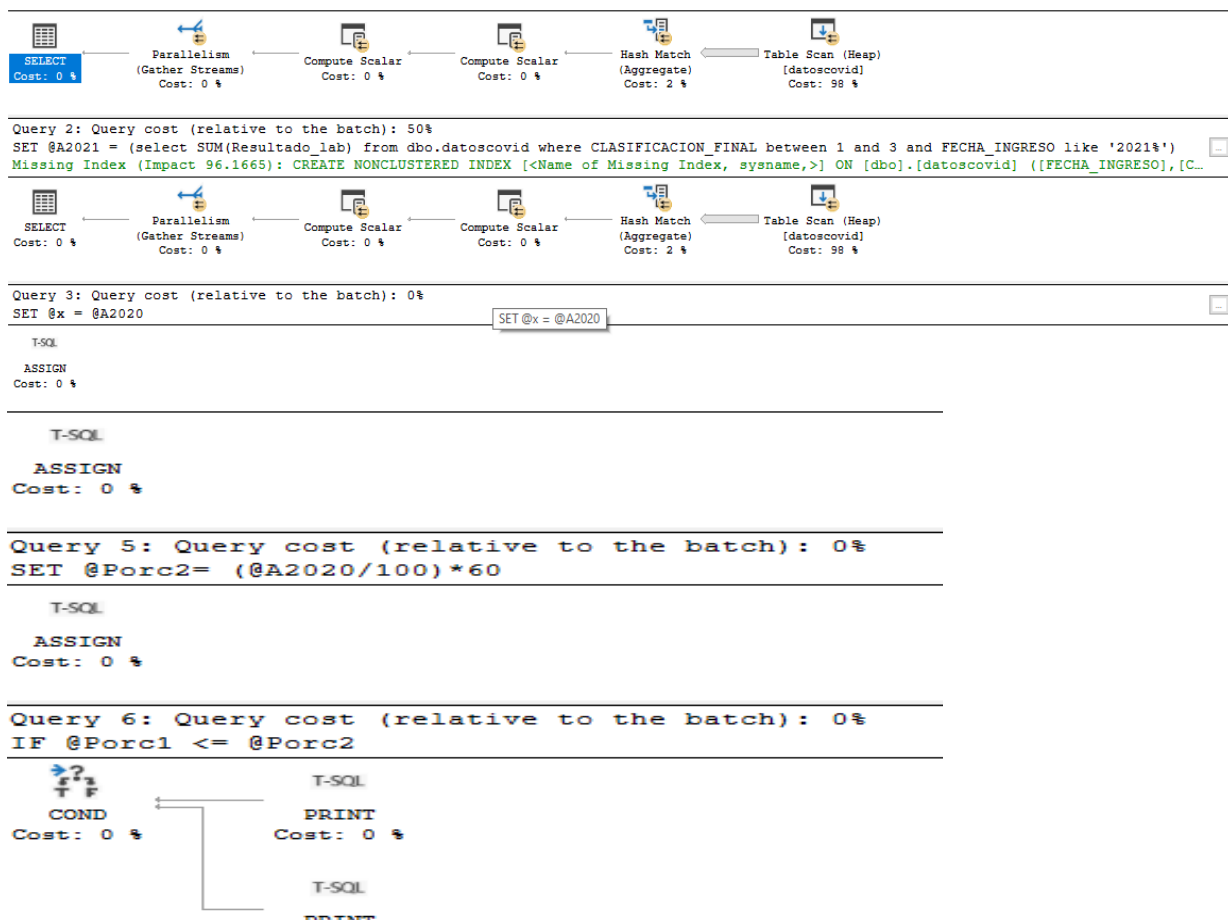 SELECT
Cost: 0 %
Parallelism
(Gather Streams)
Cost: 0 %
Compute Scalar
Cost: 0 %
Compute Scalar
Cost: 0 %
Hash Match
(Aggregate)
Cost: 2 %
Table Scan (Heap)
[datoscovid]
Cost: 98 %
Query 2: Query cost (relative to the batch): 50%
SET @A2021 = (select SUM(Resultado_lab) from dbo.datoscovid where CLASIFICACION_FINAL between 1 and 3 and FECHA_INGRESO like '2021%')
...
Missing Index (Impact 96.1665): CREATE NONCLUSTERED INDEX [<Name of Missing Index, sysname,>] ON [dbo].[datoscovid] ([FECHA_INGRESO],[C...
SELECT
Cost: 0 %
Parallelism
(Gather Streams)
Cost: 0 %
Compute Scalar
Cost: 0 %
Compute Scalar
Cost: 0 %
Hash Match
(Aggregate)
Cost: 2 %
Table Scan (Heap)
[datoscovid]
Cost: 98 %
Query 3: Query cost (relative to the batch): 0%
SET @x = @A2020
...
SET @x = @A2020
T-SQL
ASSIGN
Cost: 0 %
T-SQL
ASSIGN
Cost: 0 %
Query 5: Query cost (relative to the batch): 0%
SET @Porc2= (@A2020/100)*60
T-SQL
ASSIGN
Cost: 0 %
Query 6: Query cost (relative to the batch): 0%
IF @Porc1 <= @Porc2
?
T F
COND
Cost: 0 %
T-SQL
PRINT
Cost: 0 %
T-SQL
PRINT